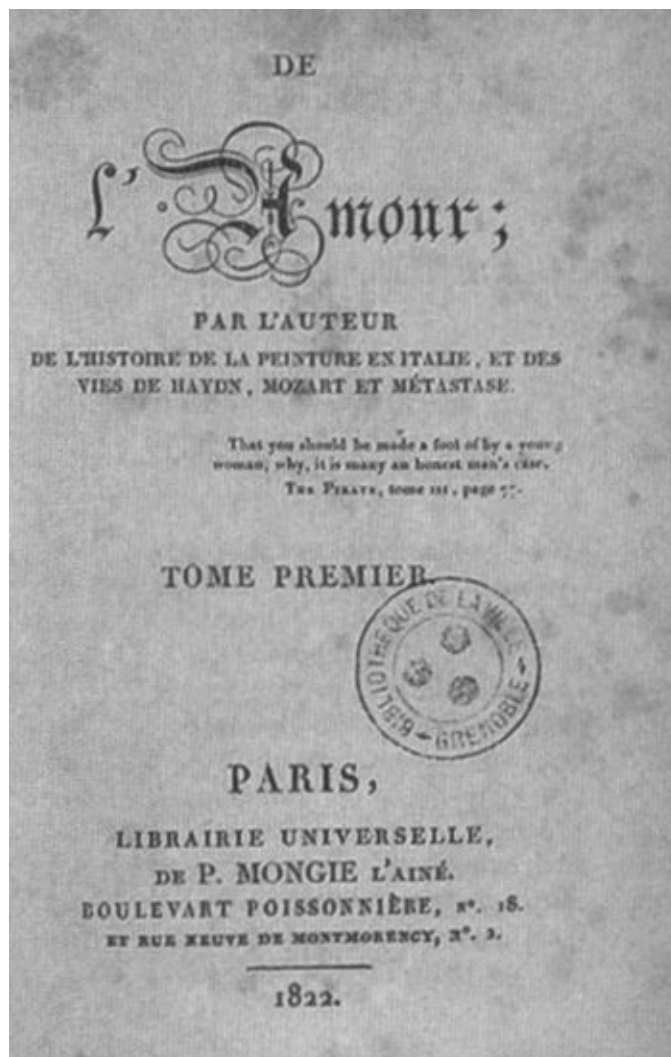 DE
L'Amour;
PAR L'AUTEUR
DE L'HISTOIRE DE LA PEINTURE EN ITALIE, ET DES
VIES DE HAYDN, MOZART ET MÉTASTASE.
That you should be made a fool of by a young
woman, why, it is many an honest man's case.
THE PIRATE, tome III, page 77.
TOME PREMIER.
BIBLIOTHÈQUE DE LA VILLE
GRENOBLE
PARIS,
LIBRAIRIE UNIVERSELLE,
DE P. MONGIE L'AINÉ.
BOULEVART POISSONNIÈRE, N°. 18.
ET RUE NEUVE DE MONTMORENCY, N°. 2.
1822.